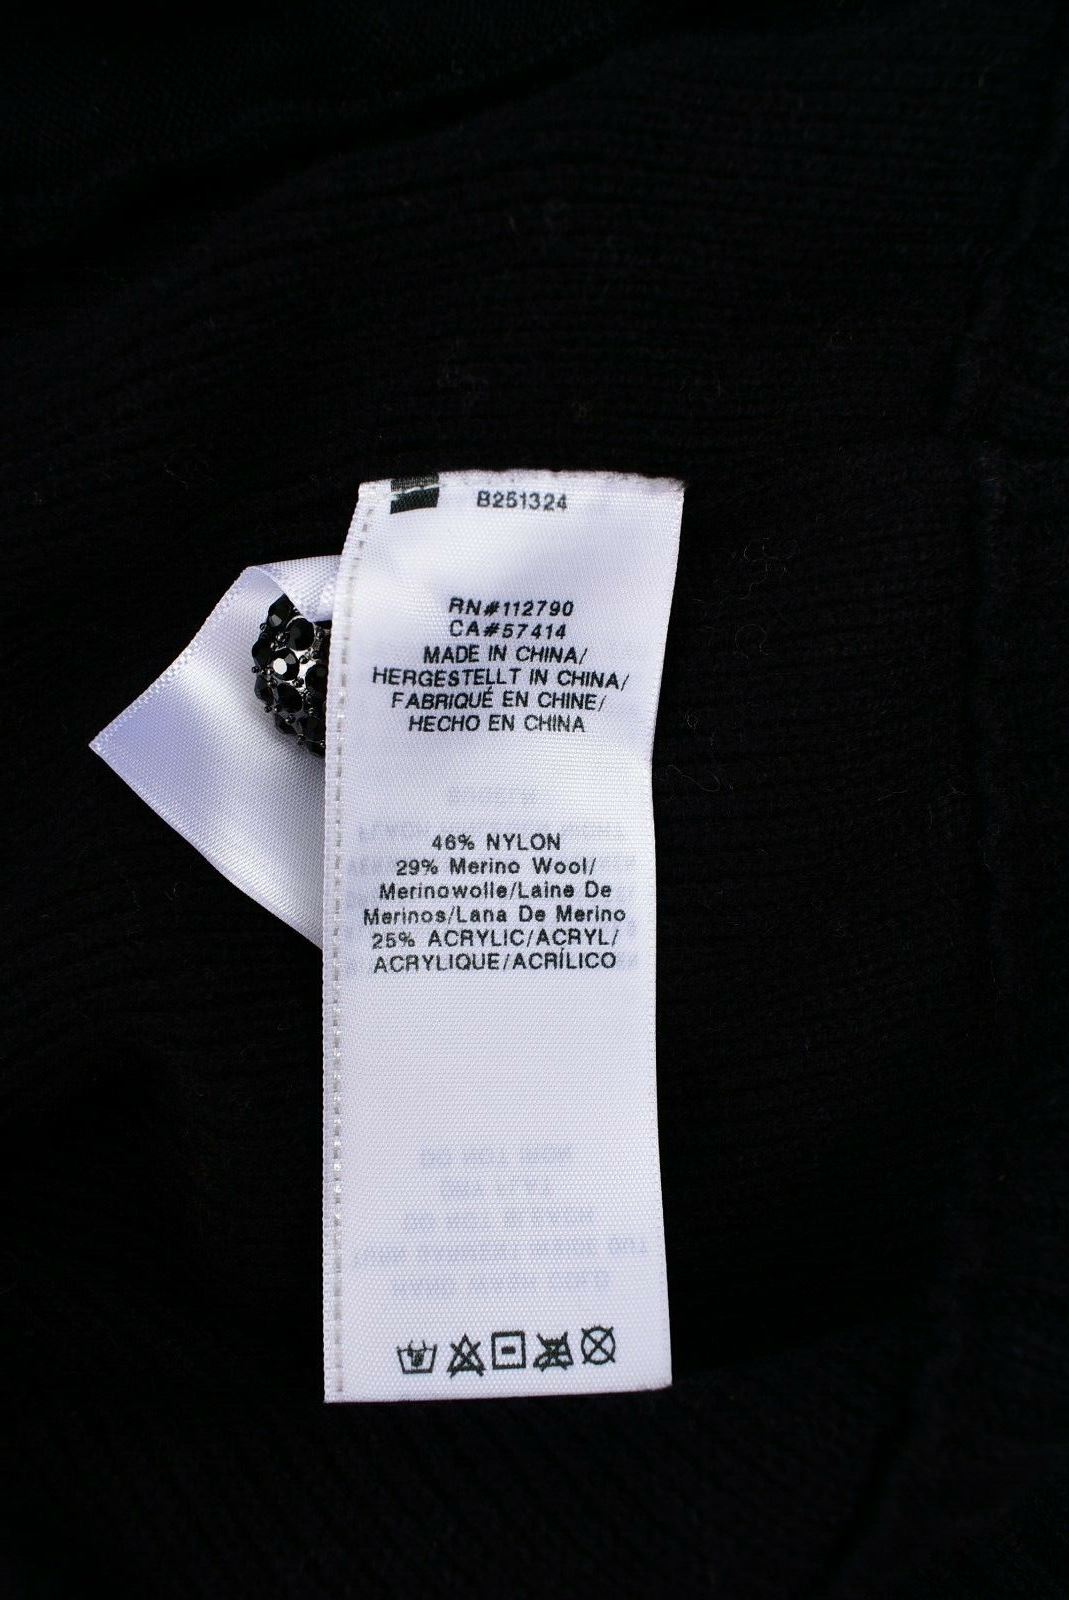 B251324
RN#112790
CA#57414
MADE IN CHINA/
HERGESTELLT IN CHINA/
FABRIQUÉ EN CHINE/
HECHO EN CHINA
46% NYLON
29% Merino Wool/
Merinowolle/Laine De
Merinos/Lana De Merino
25% ACRYLIC/ACRYL/
ACRYLIQUE/ACRÍLICO